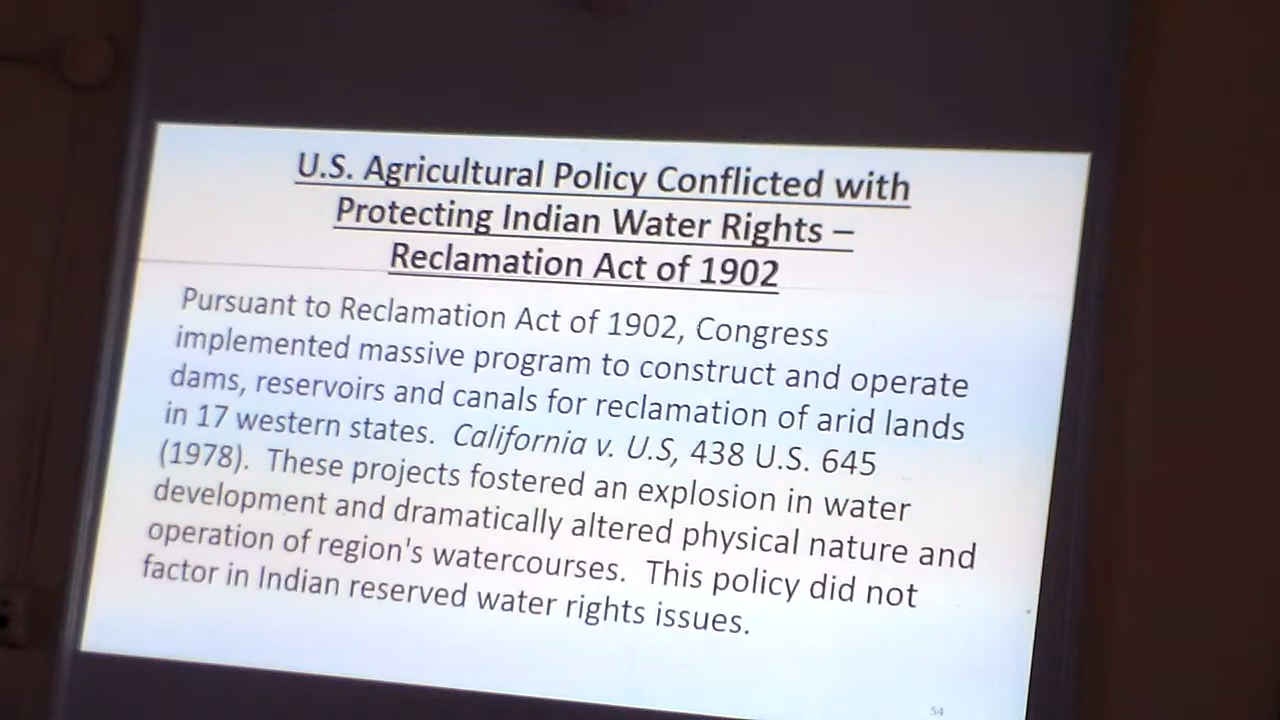 U.S. Agricultural Policy Conflicted with
Protecting Indian Water Rights –
Reclamation Act of 1902
Pursuant to Reclamation Act of 1902, Congress
implemented massive program to construct and operate
dams, reservoirs and canals for reclamation of arid lands
in 17 western states.  California v. U.S, 438 U.S. 645
(1978).  These projects fostered an explosion in water
development and dramatically altered physical nature and
operation of region's watercourses.  This policy did not
factor in Indian reserved water rights issues.
54